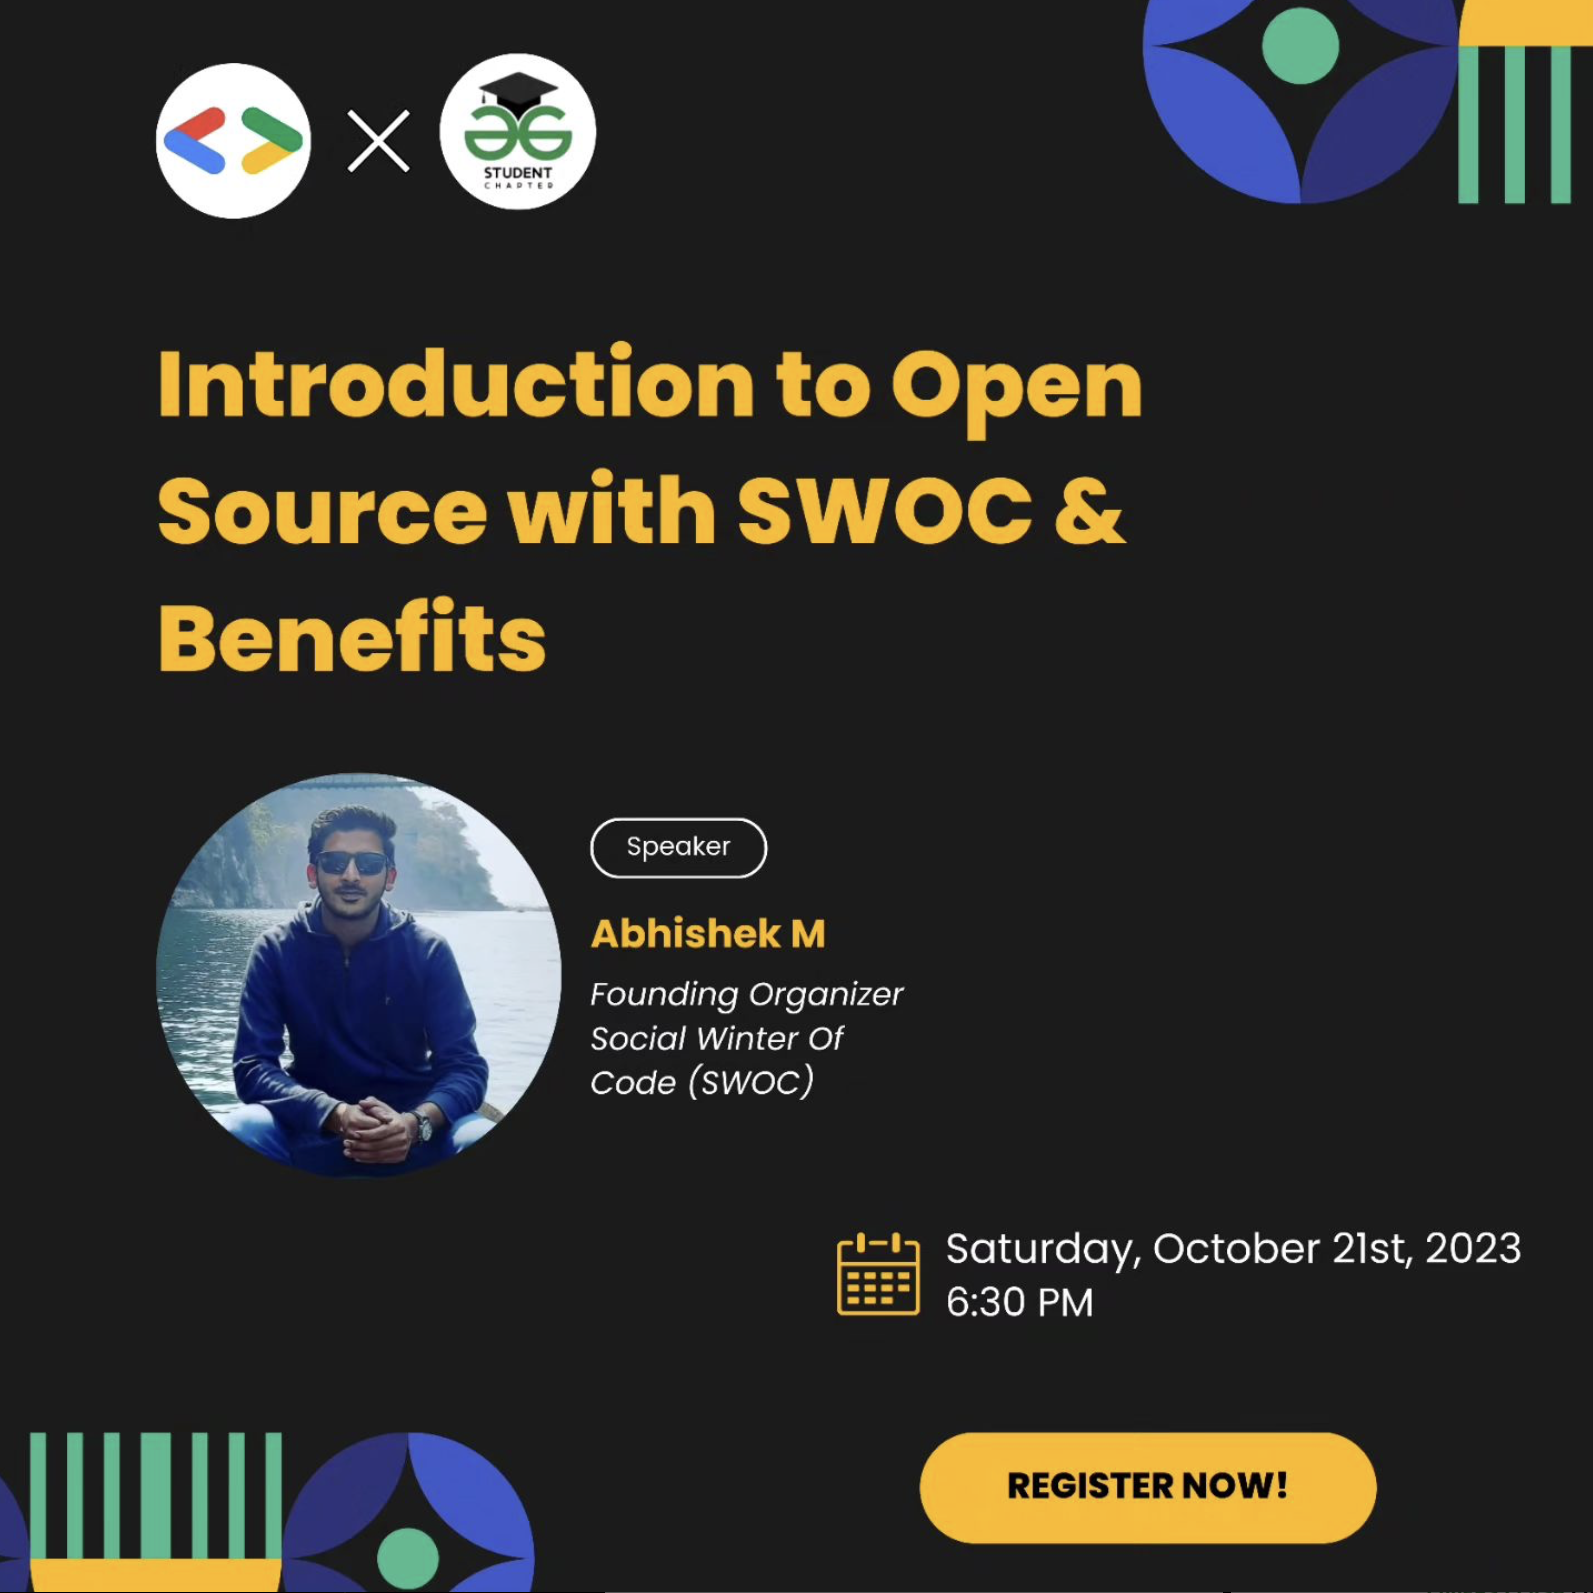 STUDENT
CHAPTER
Introduction to Open
Source with SWOC &
Benefits
Speaker
Abhishek M
Founding Organizer
Social Winter Of
Code (SWOC)
Saturday, October 21st, 2023
6:30 PM
REGISTER NOW!